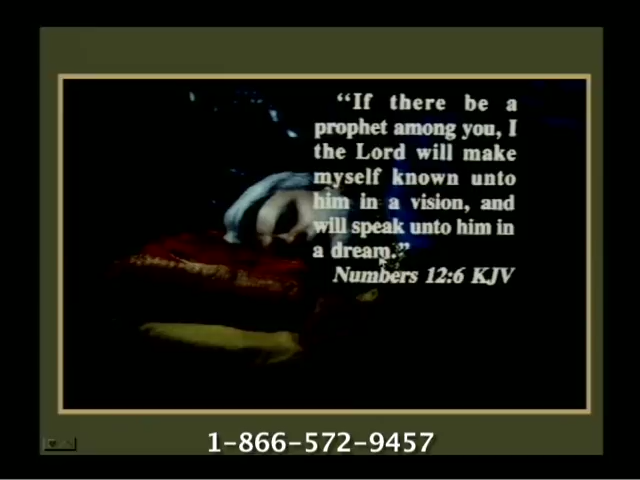 “If there be a
prophet among you, I
the Lord will make
myself known unto
him in a vision, and
will speak unto him in
a dream.”
Numbers 12:6 KJV
1-866-572-9457